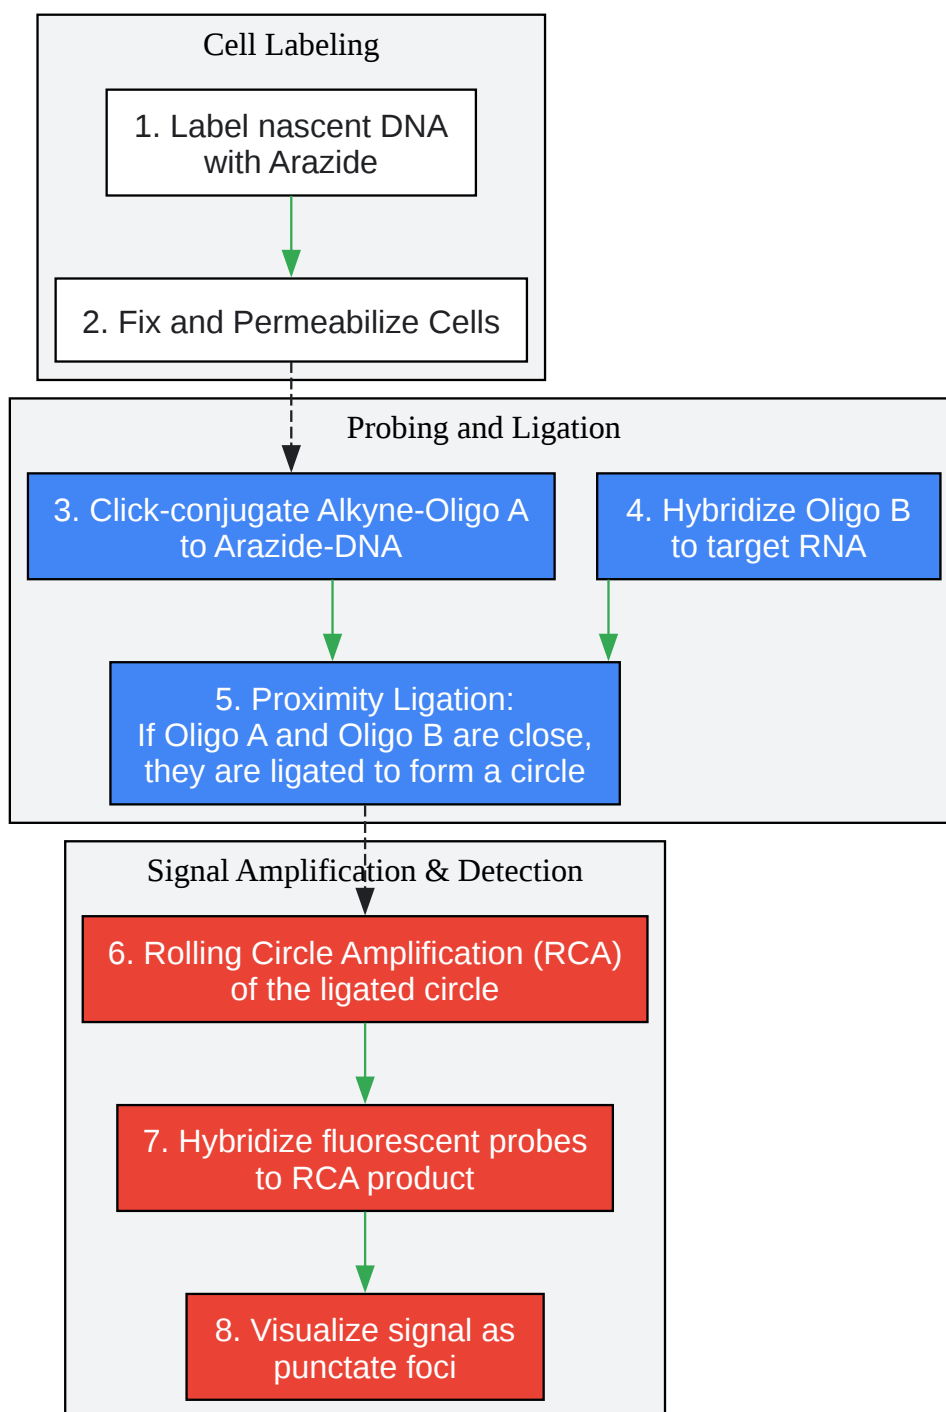 Cell Labeling
1. Label nascent DNA
with Arazide
2. Fix and Permeabilize Cells
Probing and Ligation
3. Click-conjugate Alkyne-Oligo A
to Arazide-DNA
4. Hybridize Oligo B
to target RNA
5. Proximity Ligation:
If Oligo A and Oligo B are close,
they are ligated to form a circle
Signal Amplification & Detection
6. Rolling Circle Amplification (RCA)
of the ligated circle
7. Hybridize fluorescent probes
to RCA product
8. Visualize signal as
punctate foci